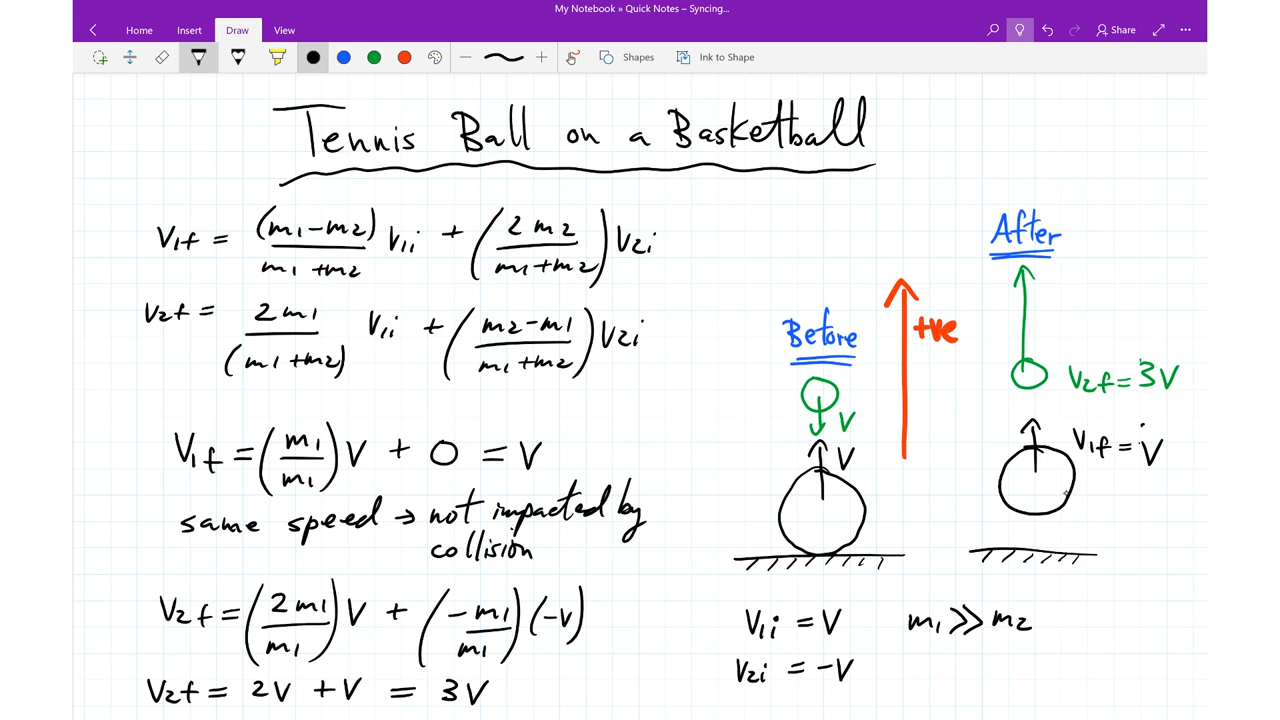 My Notebook » Quick Notes – Syncing...
Home Insert Draw View Share
Shapes Ink to Shape
Tennis Ball on a Basketball
V1f = (m1-m2)/(m1+m2) V1i + (2m2/(m1+m2)) V2i
V2f = 2m1/(m1+m2) V1i + ((m2-m1)/(m1+m2)) V2i
V1f = (m1/m1) V + 0 = V
same speed → not impacted by
collision
V2f = (2m1/m1) V + (-m1/m1) (-V)
V2f = 2V + V = 3V
Before
V
V
+ve
After
V2f = 3V
V1f = V
V1i = V m1 >> m2
V2i = -V